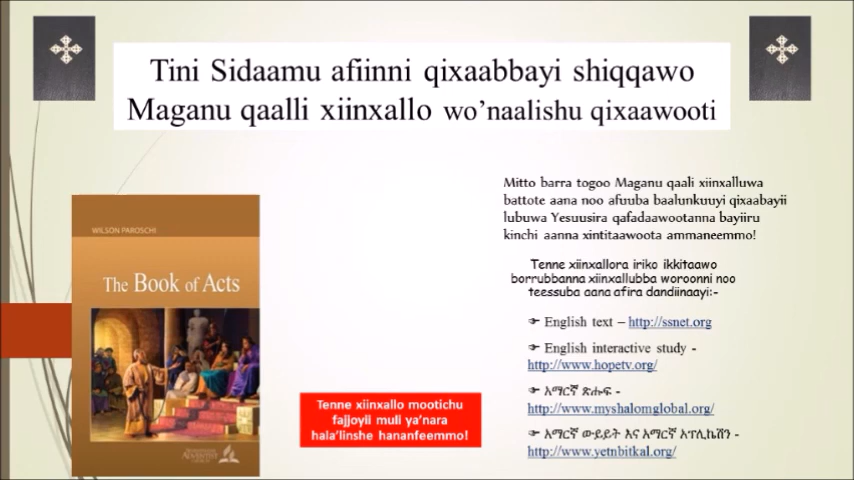 Tini Sidaamu afiinni qixaabbayi shiqqawo
Maganu qaalli xiinxallo wo'naalishu qixaawooti
WILSON PAROSCHI
The Book of Acts
Mitto barra togoo Maganu qaali xiinxalluwa
battote aana noo afuuba baalunkuuyi qixaabayii
lubuwa Yesuusira qafadaawootanna bayiiru
kinchi aanna xintitaawoota ammaneemmo!
Tenne xiinxallora iriko ikkitaawo
borrubbanna xiinxallubba woroonni noo
teessuba aana afira dandiinaayi:-
☞ English text – http://ssnet.org
☞ English interactive study -
http://www.hopetv.org/
☞ አማርኛ ጽሑፍ -
http://www.myshalomglobal.org/
☞ አማርኛ ውይይት እና አማርኛ አፕሊኬሽን -
http://www.yetnbitkal.org/
Tenne xiinxallo mootichu
fajjoyii muli ya'nara
hala'linshe hananfeemmo!